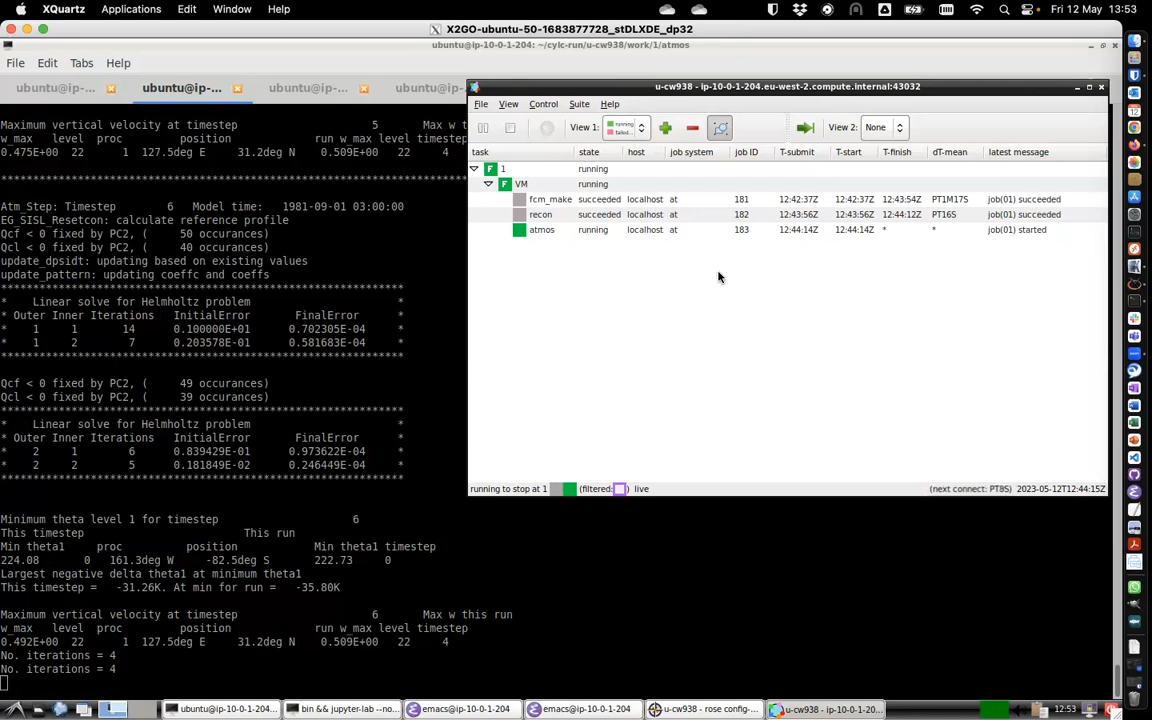 XQuartz Applications Edit Window Help Fri 12 May 13:53
X2GO-ubuntu-50-1683877728_stDLXDE_dp32
ubuntu@ip-10-0-1-204: ~/cylc-run/u-cw938/work/1/atmos
File Edit Tabs Help
ubuntu@ip-... ubuntu@ip-... ubuntu@ip-... ubuntu@ip-
Maximum vertical velocity at timestep 5 Max w t
w_max level proc position run w_max level timestep
0.475E+00 22 1 127.5deg E 31.2deg N 0.509E+00 22 4
Atm_Step: Timestep 6 Model time: 1981-09-01 03:00:00
EG_SISL_Resetcon: calculate reference profile
Qcf < 0 fixed by PC2, ( 50 occurances)
Qcl < 0 fixed by PC2, ( 40 occurances)
update_dpsidt: updating based on existing values
update_pattern: updating coeffc and coeffs
*****************************************************
* Linear solve for Helmholtz problem *
* Outer Inner Iterations InitialError FinalError *
* 1 1 14 0.100000E+01 0.702305E-04 *
* 1 2 7 0.203578E-01 0.581683E-04 *
*****************************************************
Qcf < 0 fixed by PC2, ( 49 occurances)
Qcl < 0 fixed by PC2, ( 39 occurances)
*****************************************************
* Linear solve for Helmholtz problem *
* Outer Inner Iterations InitialError FinalError *
* 2 1 6 0.839429E-01 0.973622E-04 *
* 2 2 5 0.181849E-02 0.246449E-04 *
*****************************************************
Minimum theta level 1 for timestep 6
This timestep This run
Min theta1 proc position Min theta1 timestep
224.08 0 161.3deg W -82.5deg S 222.73 0
Largest negative delta theta1 at minimum theta1
This timestep = -31.26K. At min for run = -35.80K
Maximum vertical velocity at timestep 6 Max w this run
w_max level proc position run w_max level timestep
0.492E+00 22 1 127.5deg E 31.2deg N 0.509E+00 22 4
No. iterations = 4
No. iterations = 4
u-cw938 - ip-10-0-1-204.eu-west-2.compute.internal:43032
File View Control Suite Help
View 1: View 2: None
task state host job system job ID T-submit T-start T-finish dT-mean latest message
F 1 running
F VM running
fcm_make succeeded localhost at 181 12:42:37Z 12:42:37Z 12:43:54Z PT1M17S job(01) succeeded
recon succeeded localhost at 182 12:43:56Z 12:43:56Z 12:44:12Z PT16S job(01) succeeded
atmos running localhost at 183 12:44:14Z 12:44:14Z * * job(01) started
running to stop at 1 (filtered: ) live (next connect: PT8S) 2023-05-12T12:44:15Z
ubuntu@ip-10-0-1-204... bin && jupyter-lab --no... emacs@ip-10-0-1-204 emacs@ip-10-0-1-204 u-cw938 - rose config-... u-cw938 - ip-10-0-1-20... 12:53